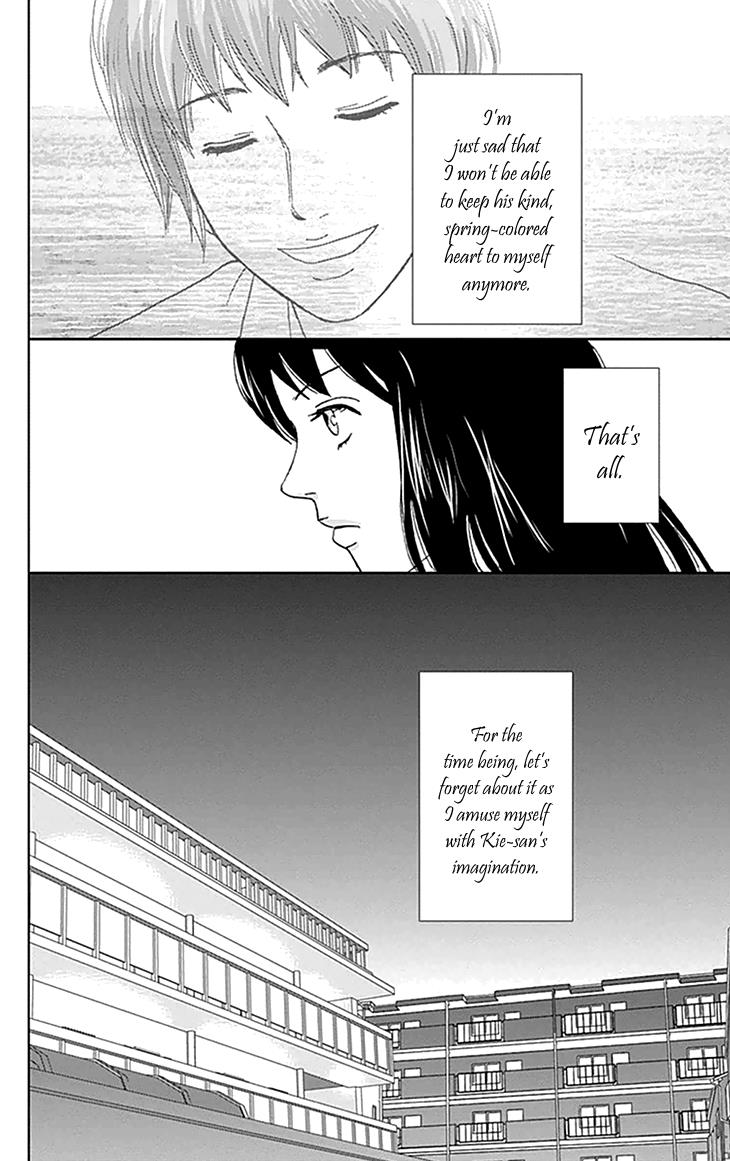 I'm
just sad that
I won't be able
to keep his kind,
spring-colored
heart to myself
anymore.
That's
all.
For the
time being, let's
forget about it as
I amuse myself
with Kie-san's
imagination.